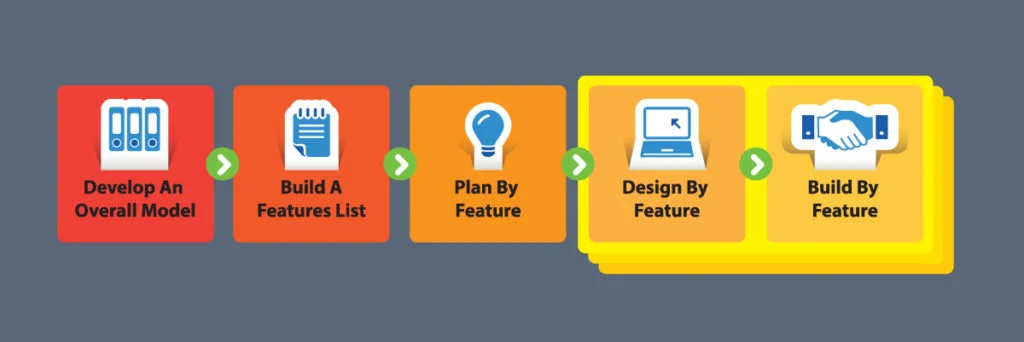 Develop An
Overall Model
Build A
Features List
Plan By
Feature
Design By
Feature
Build By
Feature